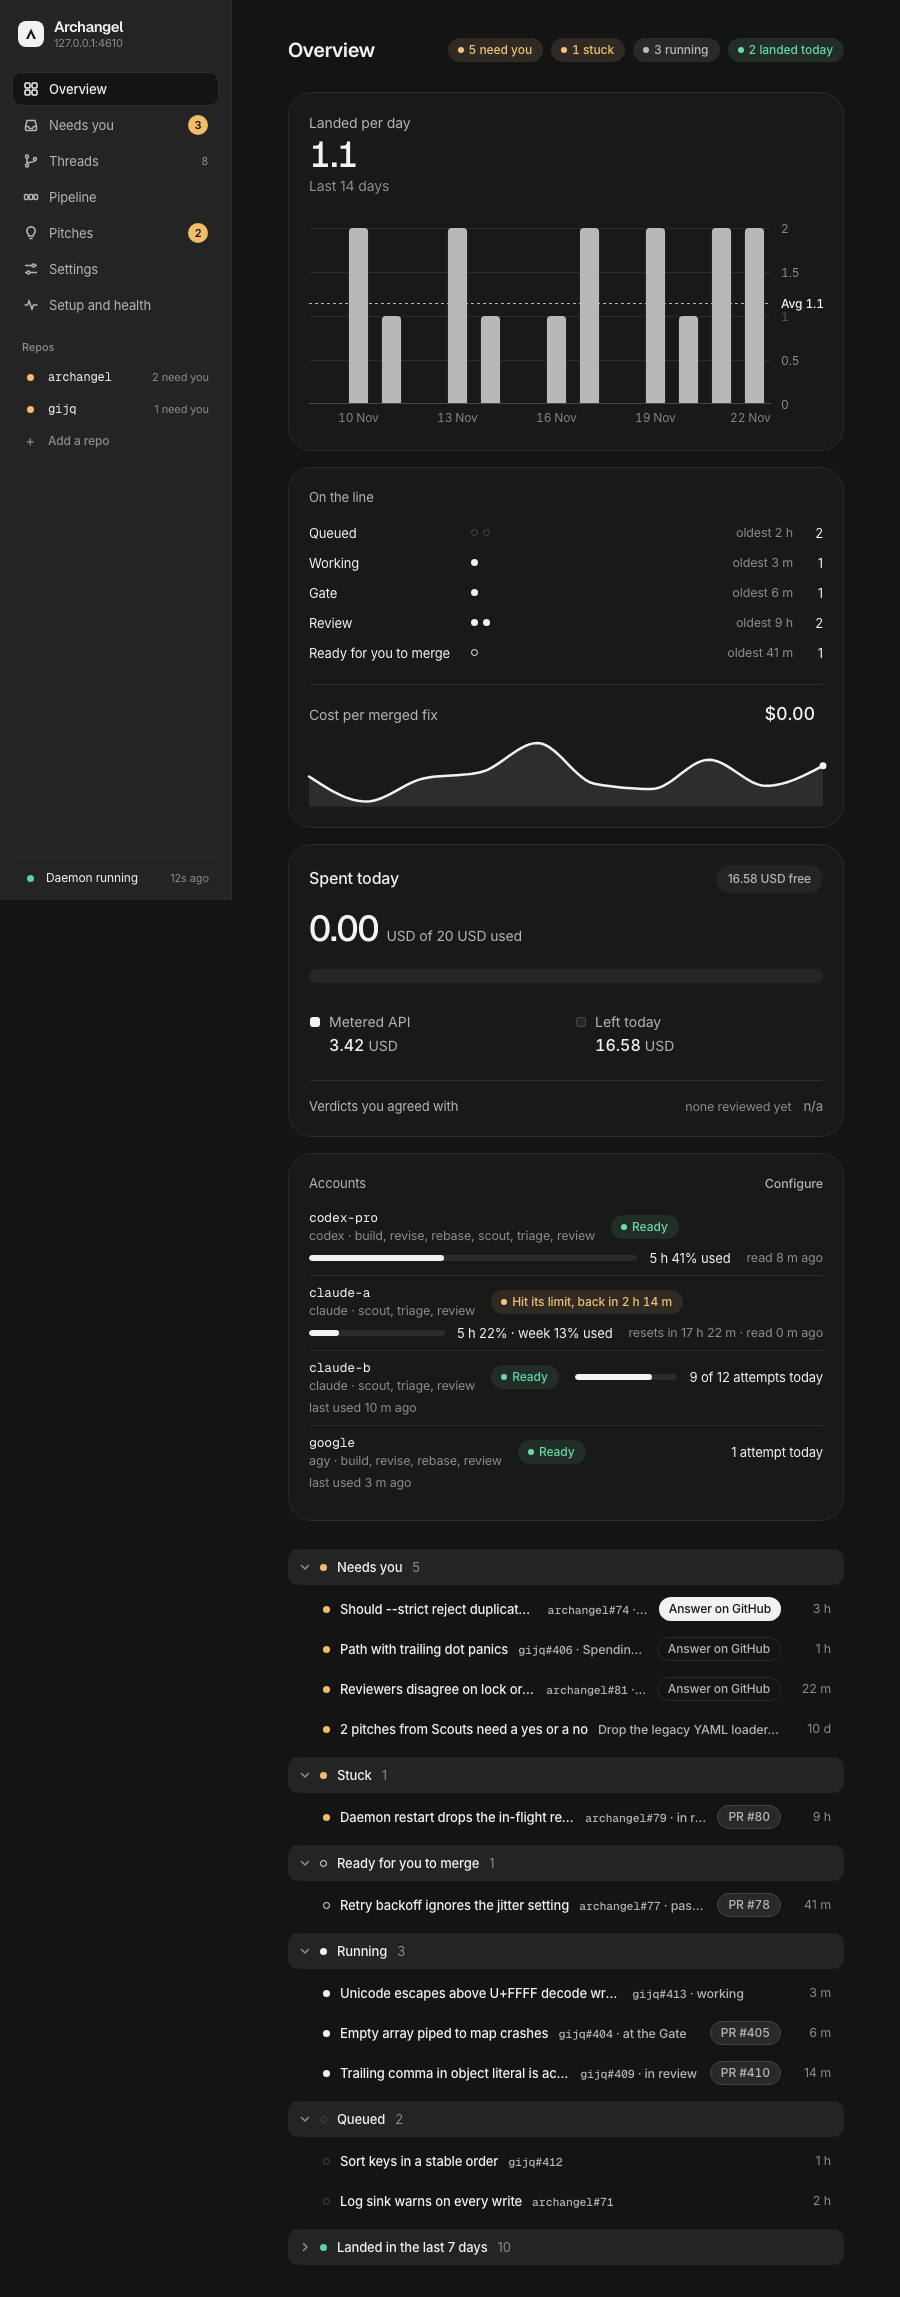 Archangel
127.0.0.1:4610
Overview
Needs you 3
Threads 8
Pipeline
Pitches 2
Settings
Setup and health
Repos
archangel 2 need you
gijq 1 need you
+ Add a repo
Daemon running 12s ago
Overview
5 need you
1 stuck
3 running
2 landed today
Landed per day
1.1
Last 14 days
2
1.5
Avg 1.1
1
0.5
0
10 Nov 13 Nov 16 Nov 19 Nov 22 Nov
On the line
Queued oldest 2 h 2
Working oldest 3 m 1
Gate oldest 6 m 1
Review oldest 9 h 2
Ready for you to merge oldest 41 m 1
Cost per merged fix $0.00
Spent today 16.58 USD free
0.00 USD of 20 USD used
Metered API Left today
3.42 USD 16.58 USD
Verdicts you agreed with none reviewed yet n/a
Accounts Configure
codex-pro
codex · build, revise, rebase, scout, triage, review Ready
5 h 41% used read 8 m ago
claude-a
claude · scout, triage, review Hit its limit, back in 2 h 14 m
5 h 22% · week 13% used resets in 17 h 22 m · read 0 m ago
claude-b
claude · scout, triage, review Ready 9 of 12 attempts today
last used 10 m ago
google
agy · build, revise, rebase, review Ready 1 attempt today
last used 3 m ago
Needs you 5
Should --strict reject duplicat... archangel#74 ·... Answer on GitHub 3 h
Path with trailing dot panics gijq#406 · Spendin... Answer on GitHub 1 h
Reviewers disagree on lock or... archangel#81 ·... Answer on GitHub 22 m
2 pitches from Scouts need a yes or a no Drop the legacy YAML loader... 10 d
Stuck 1
Daemon restart drops the in-flight re... archangel#79 · in r... PR #80 9 h
Ready for you to merge 1
Retry backoff ignores the jitter setting archangel#77 · pas... PR #78 41 m
Running 3
Unicode escapes above U+FFFF decode wr... gijq#413 · working 3 m
Empty array piped to map crashes gijq#404 · at the Gate PR #405 6 m
Trailing comma in object literal is ac... gijq#409 · in review PR #410 14 m
Queued 2
Sort keys in a stable order gijq#412 1 h
Log sink warns on every write archangel#71 2 h
Landed in the last 7 days 10